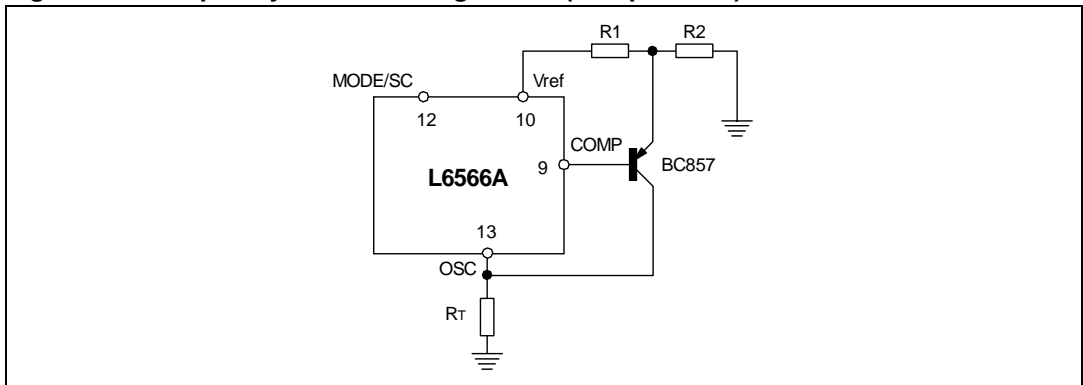 R1
R2
MODE/SC
Vref
12
10
COMP
9
BC857
L6566A
13
OSC
RT